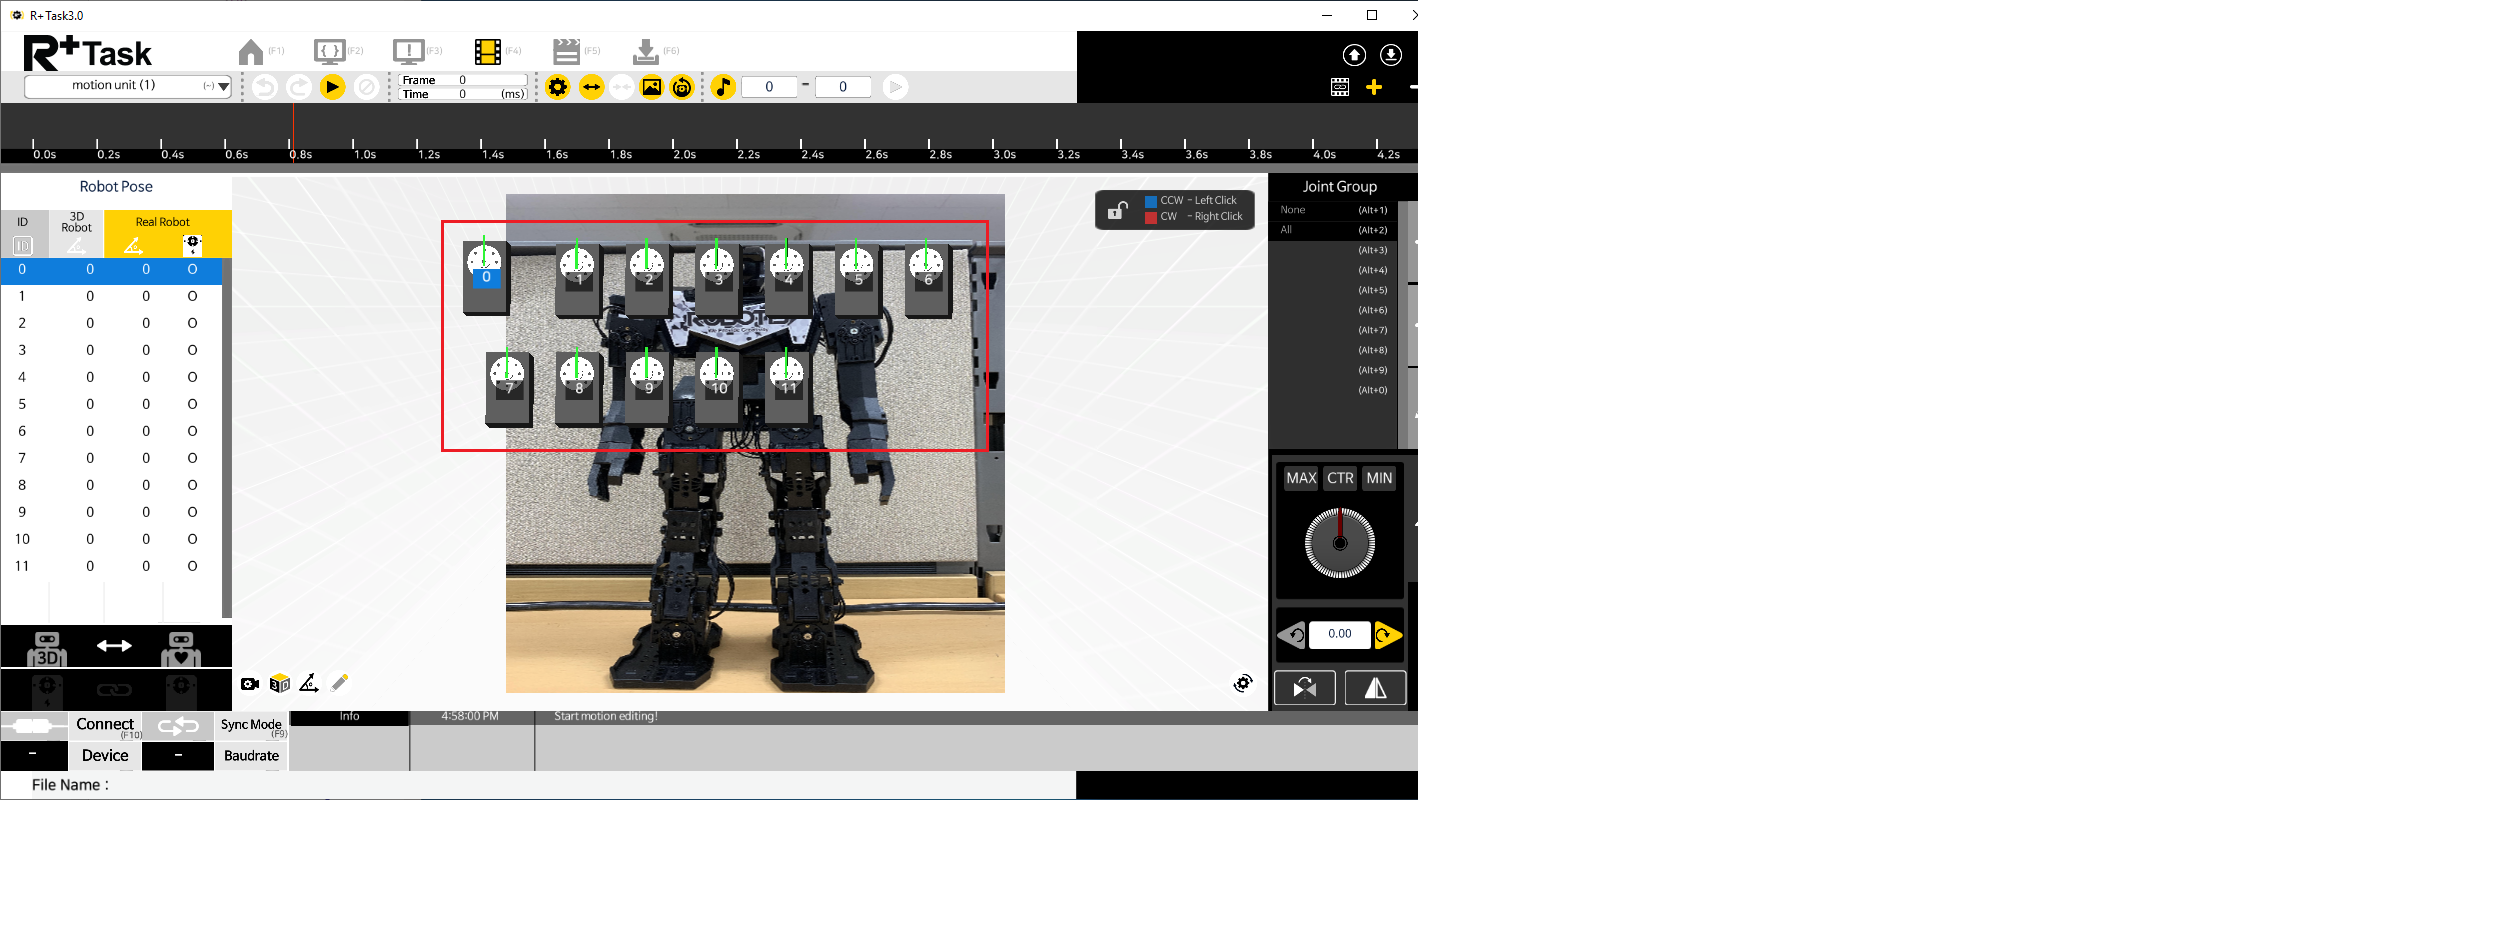 R+ Task3.0
R+Task
(F1)
{ } (F2)
! (F3)
(F4)
(F5)
(F6)
motion unit (1) (-)
Frame 0
Time 0 (ms)
0 - 0
0.0s 0.2s 0.4s 0.6s 0.8s 1.0s 1.2s 1.4s 1.6s 1.8s 2.0s 2.2s 2.4s 2.6s 2.8s 3.0s 3.2s 3.4s 3.6s 3.8s 4.0s 4.2s
Robot Pose
ID 3D Robot Real Robot
ID
0 0 0 O
1 0 0 O
2 0 0 O
3 0 0 O
4 0 0 O
5 0 0 O
6 0 0 O
7 0 0 O
8 0 0 O
9 0 0 O
10 0 0 O
11 0 0 O
3D
CCW - Left Click
CW - Right Click
0 1 2 3 4 5 6
ROBOTIS
7 8 9 10 11
3D
Joint Group
None (Alt+1)
All (Alt+2)
(Alt+3)
(Alt+4)
(Alt+5)
(Alt+6)
(Alt+7)
(Alt+8)
(Alt+9)
(Alt+0)
MAX CTR MIN
0.00
Connect (F10)
Sync Mode (F9)
- Device - Baudrate
Info 4:58:00 PM Start motion editing!
File Name :